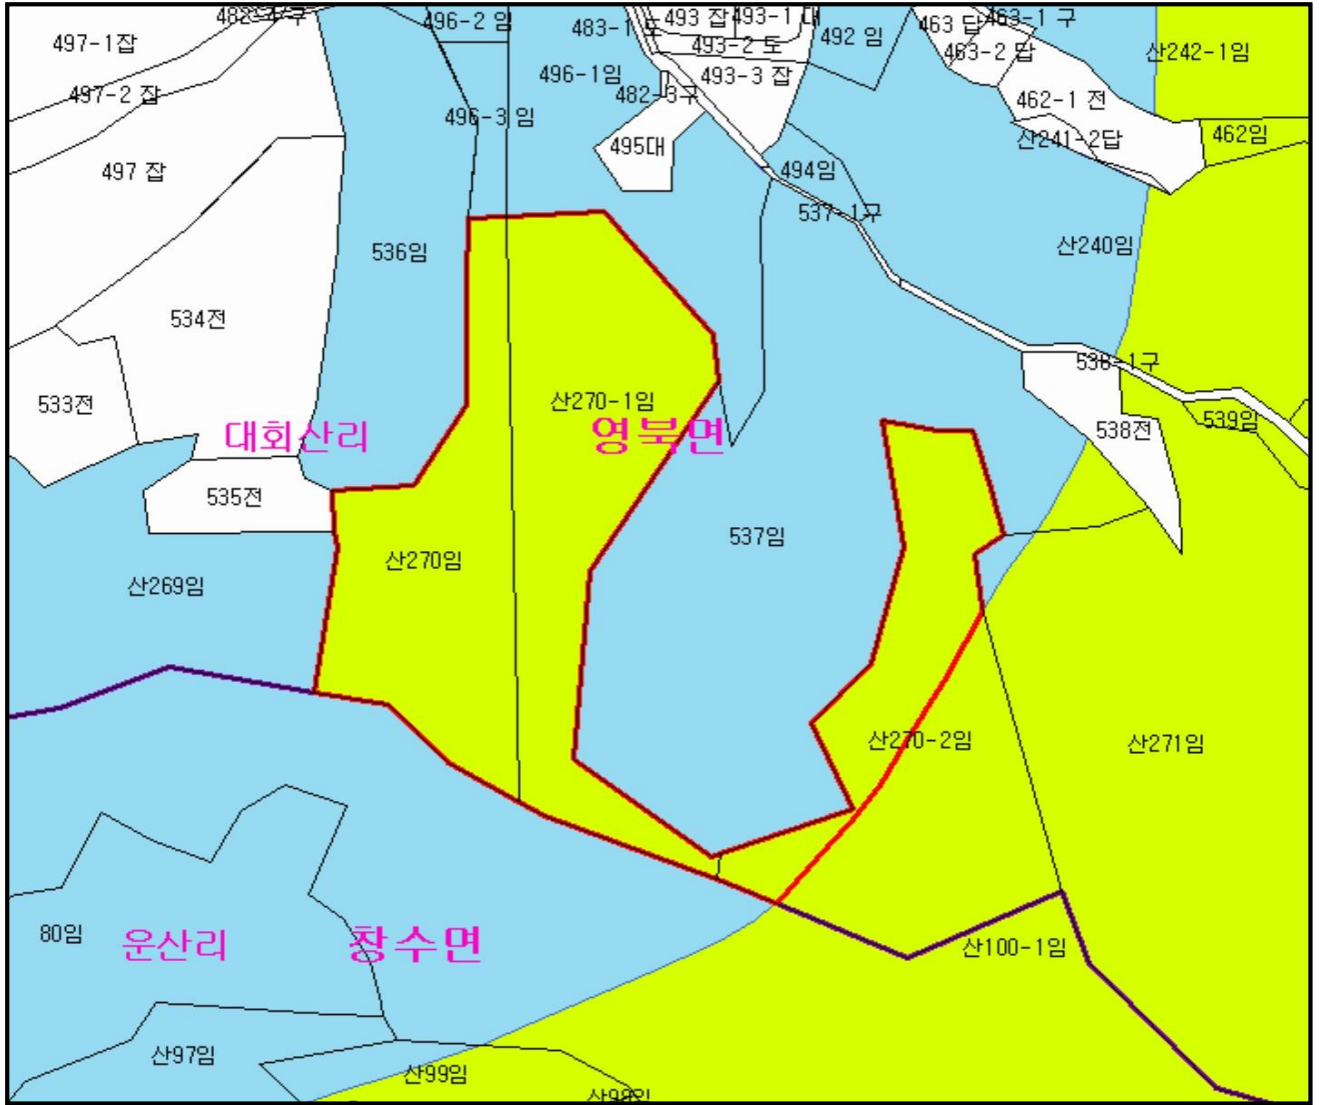 496-2 임
493 잡
493-1 대
463 답
463-1 구
483-1 도
492 임
497-1잡
493-2 토
463-2 답
산242-1임
496-1임
493-3 잡
497-2 잡
482-3구
462-1 전
496-3 임
462임
495대
산241-2답
497 잡
494임
537-1구
536임
산240임
534전
538-1구
533전
산270-1임
539임
대회산리
영북면
538전
535전
537임
산270임
산269임
산270-2임
산271임
80임
운산리
창수면
산100-1임
산97임
산99임
산98임